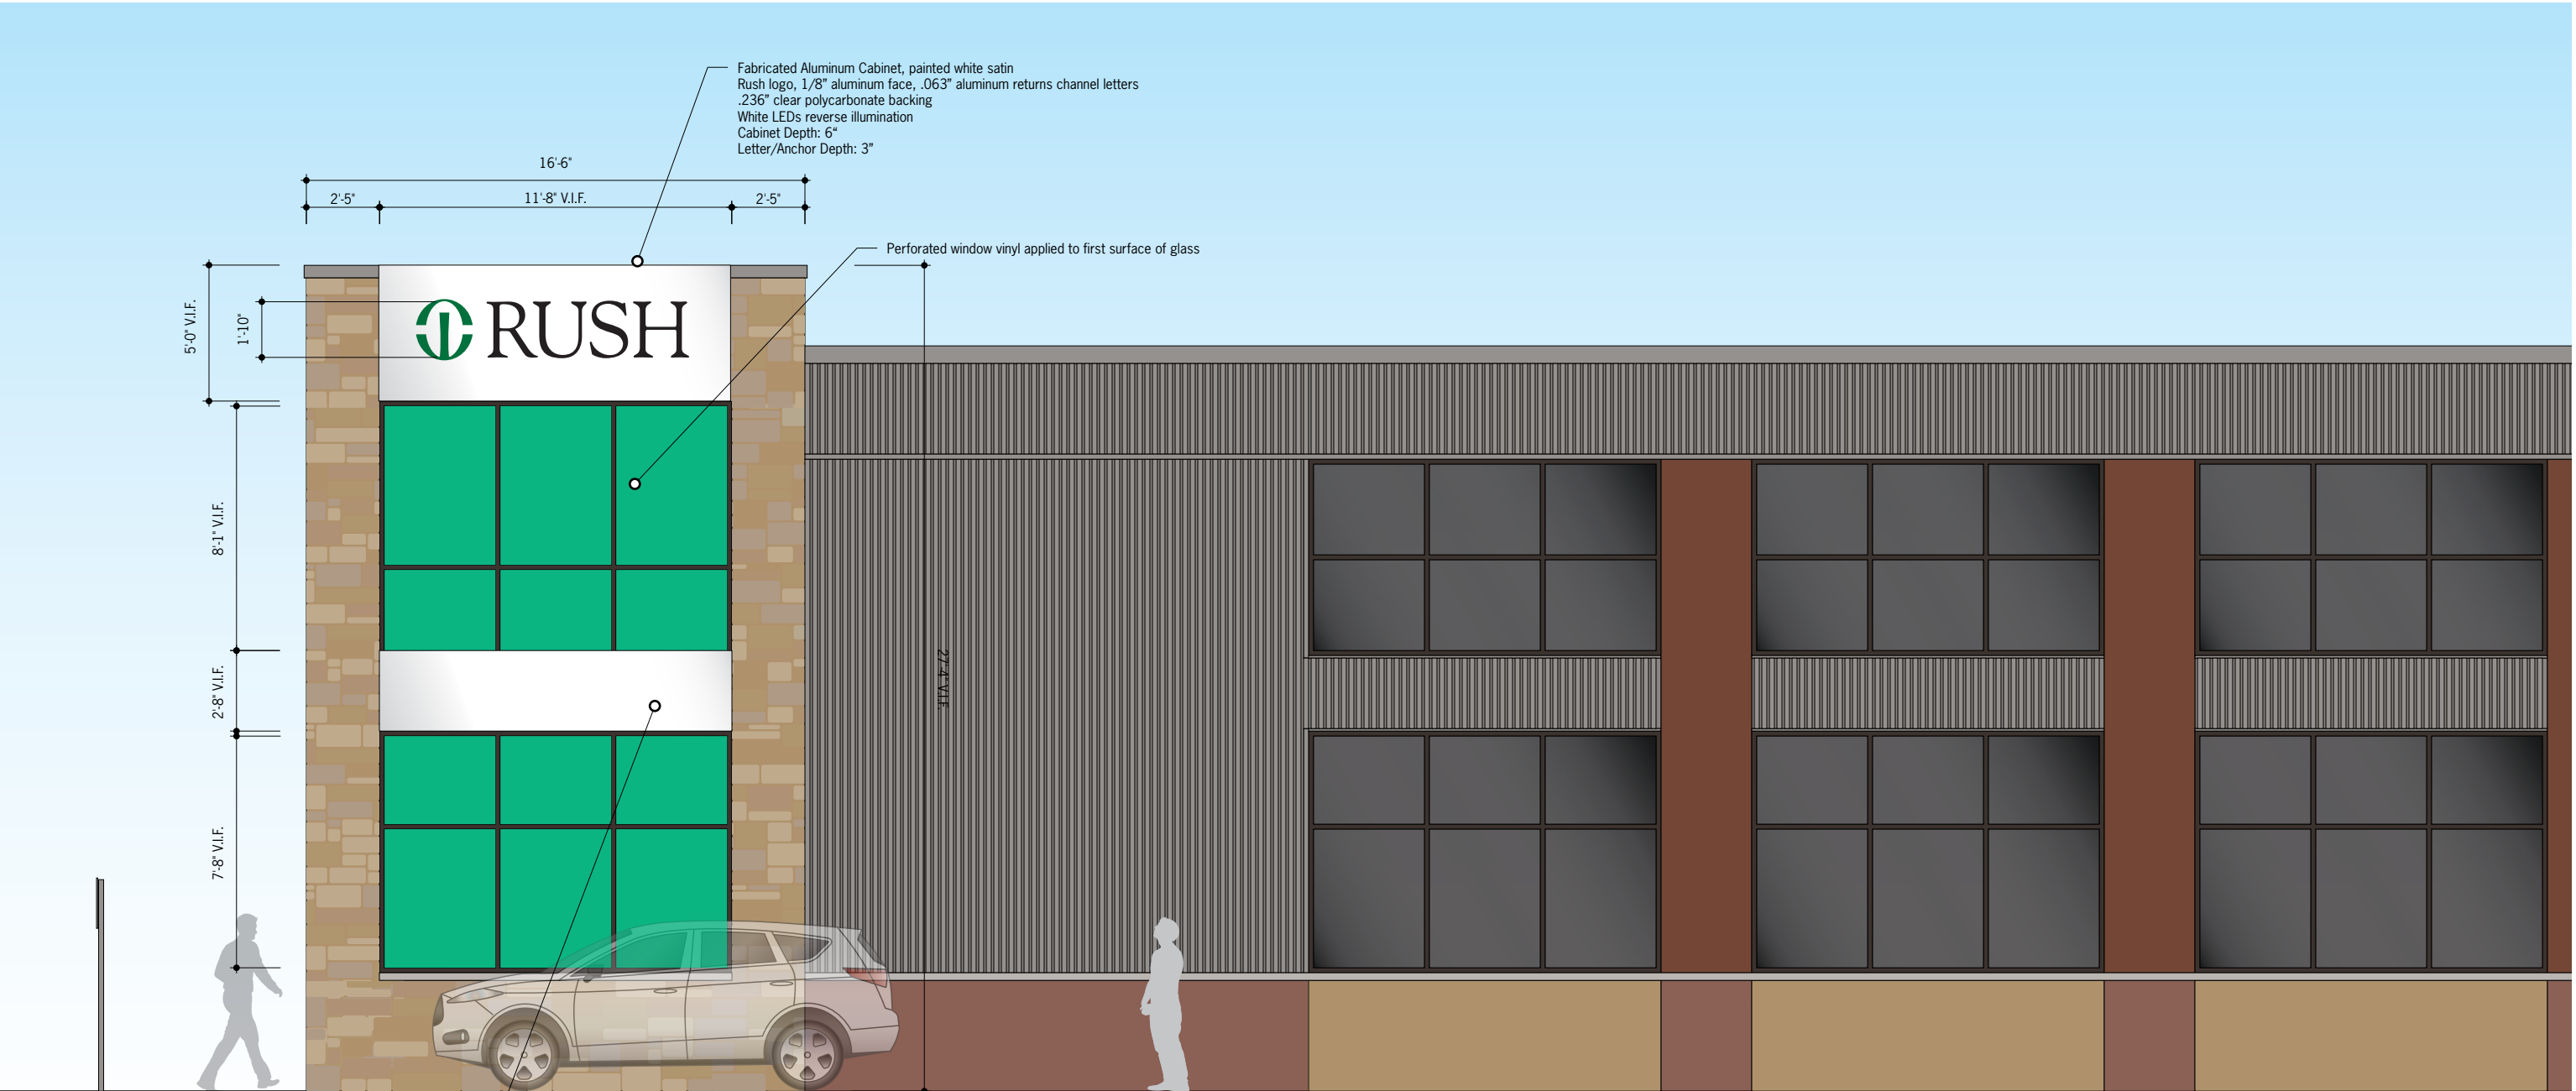 Fabricated Aluminum Cabinet, painted white satin
Rush logo, 1/8” aluminum face, .063” aluminum returns channel letters
.236” clear polycarbonate backing
White LEDs reverse illumination
Cabinet Depth: 6“
Letter/Anchor Depth: 3”
16'-6"
2'-5"
11'-8" V.I.F.
2'-5"
Perforated window vinyl applied to first surface of glass
5'-0" V.I.F.
1'-10"
RUSH
8'-1" V.I.F.
2'-8" V.I.F.
27'-4" V.I.F.
7'-8" V.I.F.